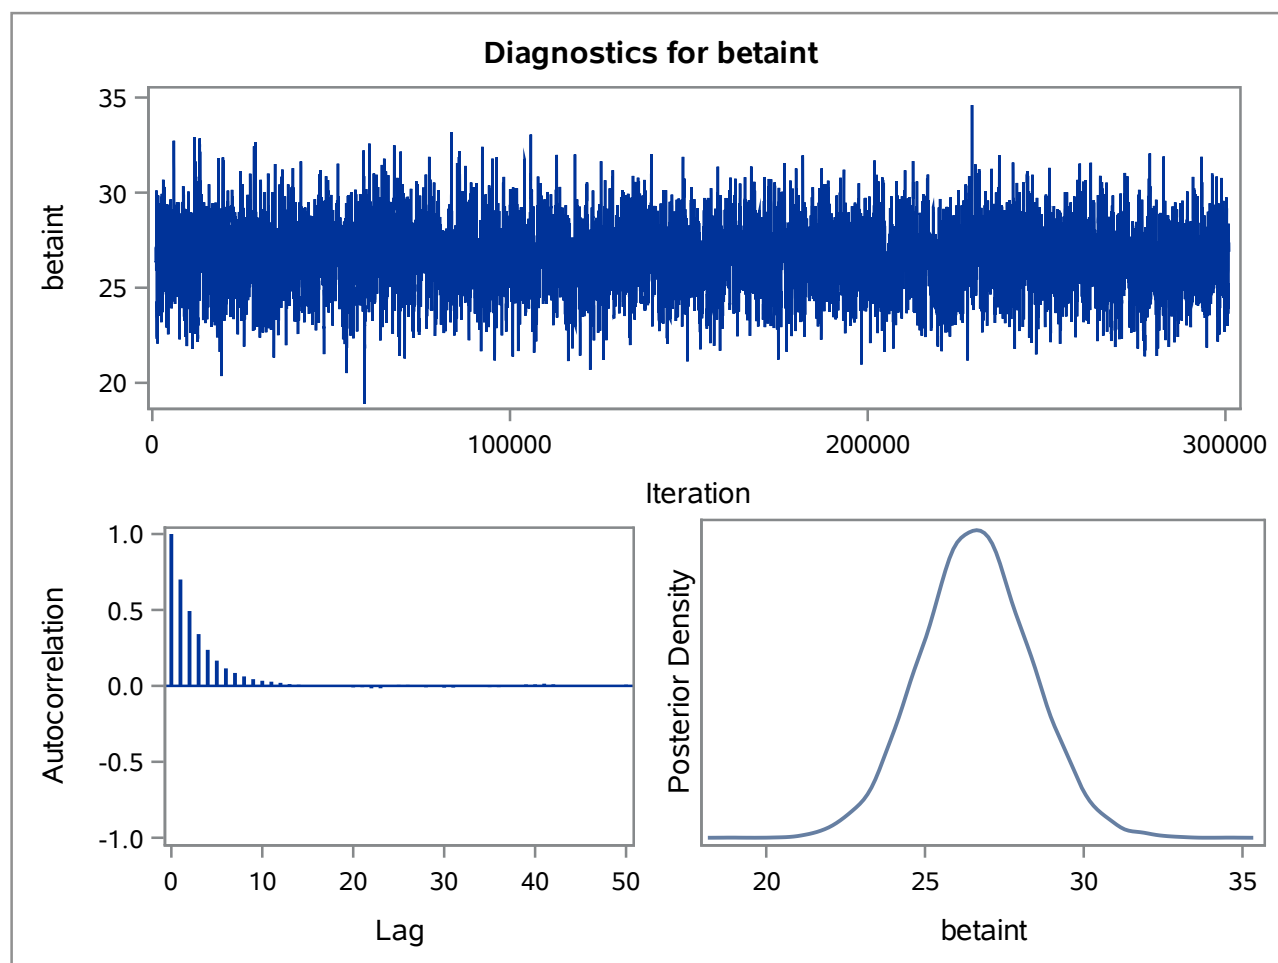 Diagnostics for betaint
35
30
25
20
betaint
0 100000 200000 300000
Iteration
1.0
0.5
0.0
-0.5
-1.0
Autocorrelation
0 10 20 30 40 50
Lag
Posterior Density
20 25 30 35
betaint